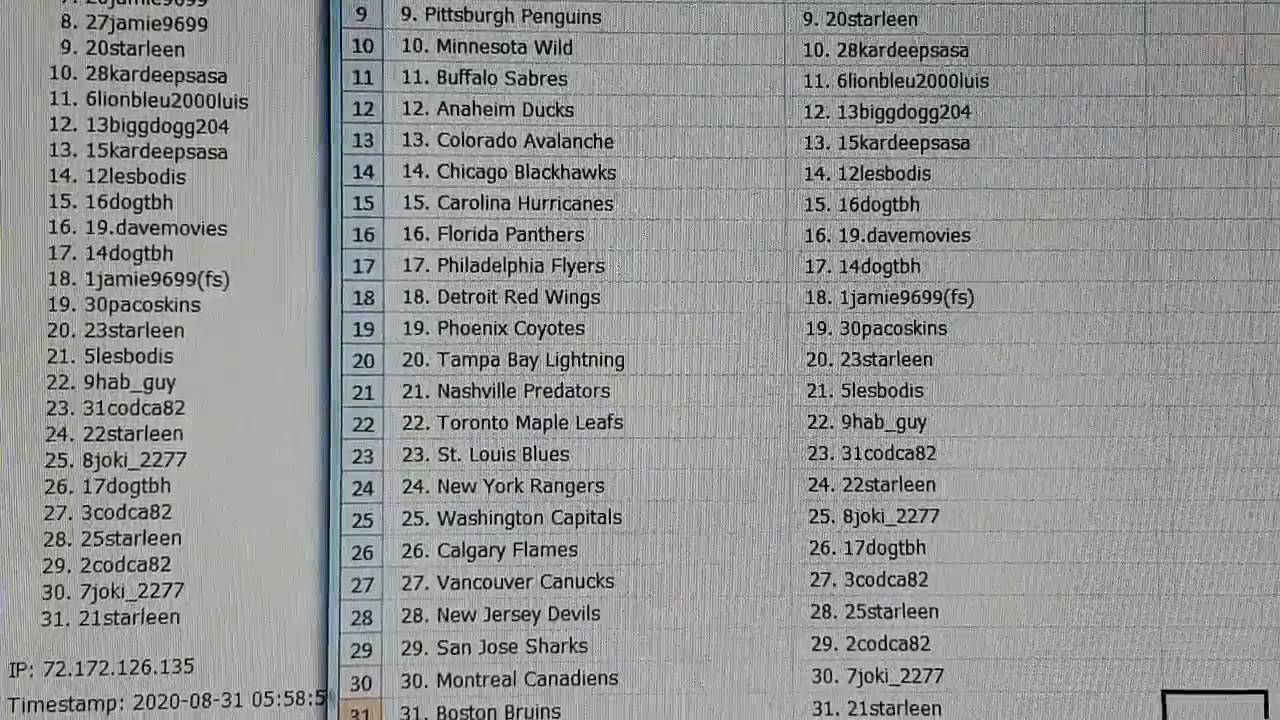 8. 27jamie9699
9. 20starleen
10. 28kardeepsasa
11. 6lionbleu2000luis
12. 13biggdogg204
13. 15kardeepsasa
14. 12lesbodis
15. 16dogtbh
16. 19.davemovies
17. 14dogtbh
18. 1jamie9699(fs)
19. 30pacoskins
20. 23starleen
21. 5lesbodis
22. 9hab_guy
23. 31codca82
24. 22starleen
25. 8joki_2277
26. 17dogtbh
27. 3codca82
28. 25starleen
29. 2codca82
30. 7joki_2277
31. 21starleen
IP: 72.172.126.135
Timestamp: 2020-08-31 05:58:5
9 9. Pittsburgh Penguins 9. 20starleen
10 10. Minnesota Wild 10. 28kardeepsasa
11 11. Buffalo Sabres 11. 6lionbleu2000luis
12 12. Anaheim Ducks 12. 13biggdogg204
13 13. Colorado Avalanche 13. 15kardeepsasa
14 14. Chicago Blackhawks 14. 12lesbodis
15 15. Carolina Hurricanes 15. 16dogtbh
16 16. Florida Panthers 16. 19.davemovies
17 17. Philadelphia Flyers 17. 14dogtbh
18 18. Detroit Red Wings 18. 1jamie9699(fs)
19 19. Phoenix Coyotes 19. 30pacoskins
20 20. Tampa Bay Lightning 20. 23starleen
21 21. Nashville Predators 21. 5lesbodis
22 22. Toronto Maple Leafs 22. 9hab_guy
23 23. St. Louis Blues 23. 31codca82
24 24. New York Rangers 24. 22starleen
25 25. Washington Capitals 25. 8joki_2277
26 26. Calgary Flames 26. 17dogtbh
27 27. Vancouver Canucks 27. 3codca82
28 28. New Jersey Devils 28. 25starleen
29 29. San Jose Sharks 29. 2codca82
30 30. Montreal Canadiens 30. 7joki_2277
31 31. Boston Bruins 31. 21starleen